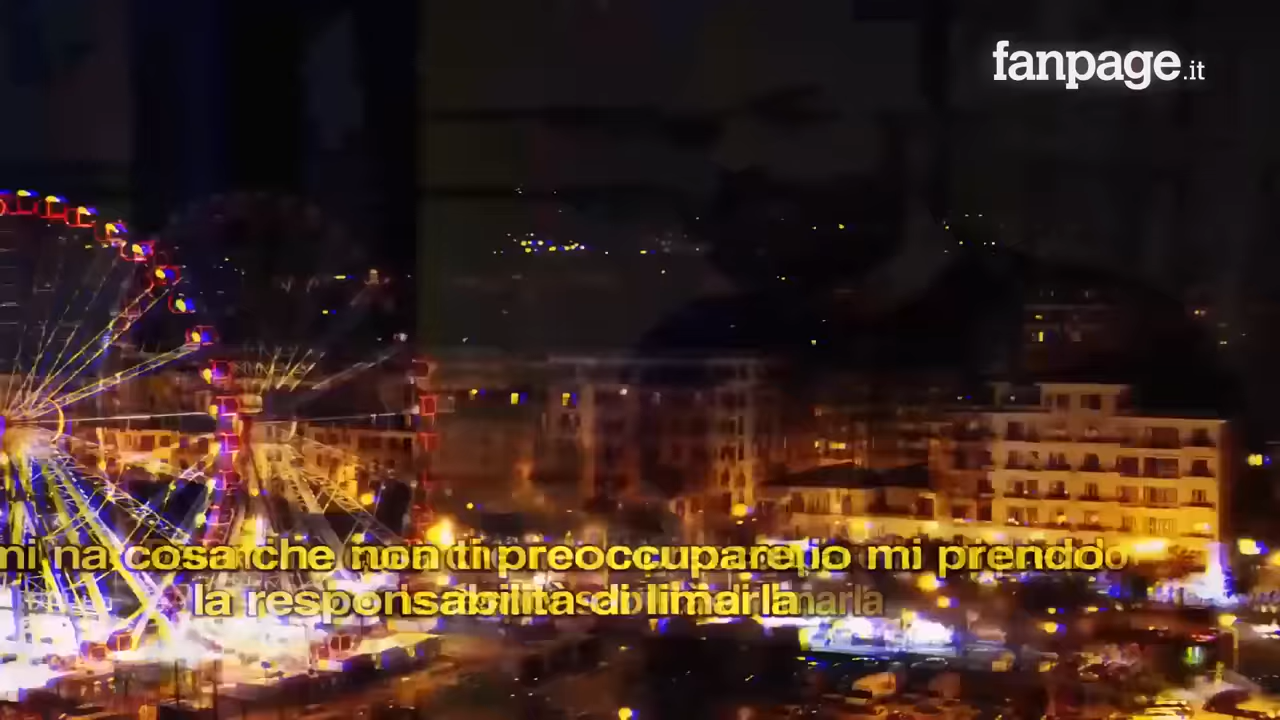 fanpage.it
mi na cosa che non ti preoccupare io mi prendo
la responsabilità di limarla